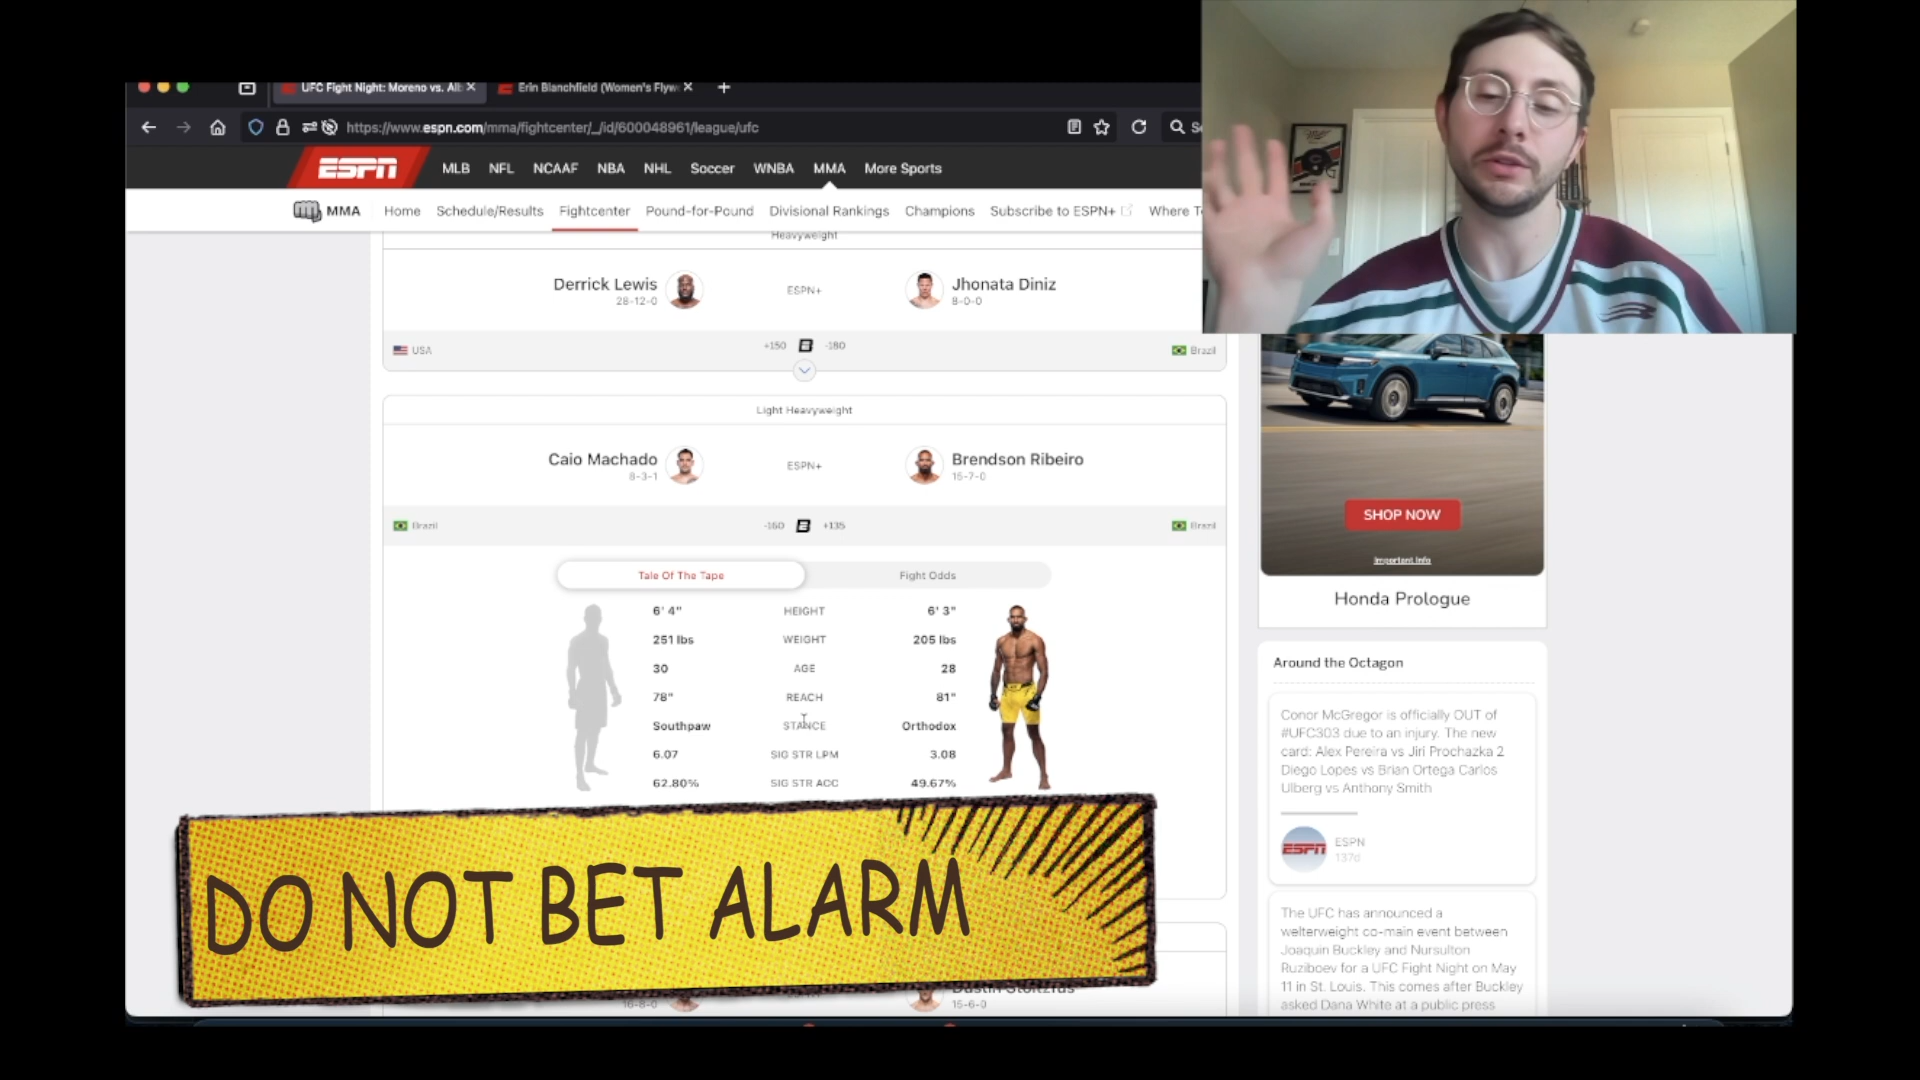 UFC Fight Night: Moreno vs. Alb
Erin Blanchfield (Women's Flyw
https://www.espn.com/mma/fightcenter/_/id/600048961/league/ufc
ESPN MLB NFL NCAAF NBA NHL Soccer WNBA MMA More Sports
MMA Home Schedule/Results Fightcenter Pound-for-Pound Divisional Rankings Champions Subscribe to ESPN+ Where
Heavyweight
Derrick Lewis ESPN+ Jhonata Diniz
28-12-0 8-0-0
USA +150 B -180 Brazil
Light Heavyweight
Caio Machado ESPN+ Brendson Ribeiro
8-3-1 15-7-0
Brazil -160 B +135 Brazil
Tale Of The Tape Fight Odds
6' 4" HEIGHT 6' 3"
251 lbs WEIGHT 205 lbs
30 AGE 28
78" REACH 81"
Southpaw STANCE Orthodox
6.07 SIG STR LPM 3.08
62.80% SIG STR ACC 49.67%
DO NOT BET ALARM
Dustin Stoltzfus
16-8-0 15-6-0
SHOP NOW
Important Info
Honda Prologue
Around the Octagon
Conor McGregor is officially OUT of
#UFC303 due to an injury. The new
card: Alex Pereira vs Jiri Prochazka 2
Diego Lopes vs Brian Ortega Carlos
Ulberg vs Anthony Smith
ESPN
ESPN
137d
The UFC has announced a
welterweight co-main event between
Joaquin Buckley and Nursulton
Ruziboev for a UFC Fight Night on May
11 in St. Louis. This comes after Buckley
asked Dana White at a public press